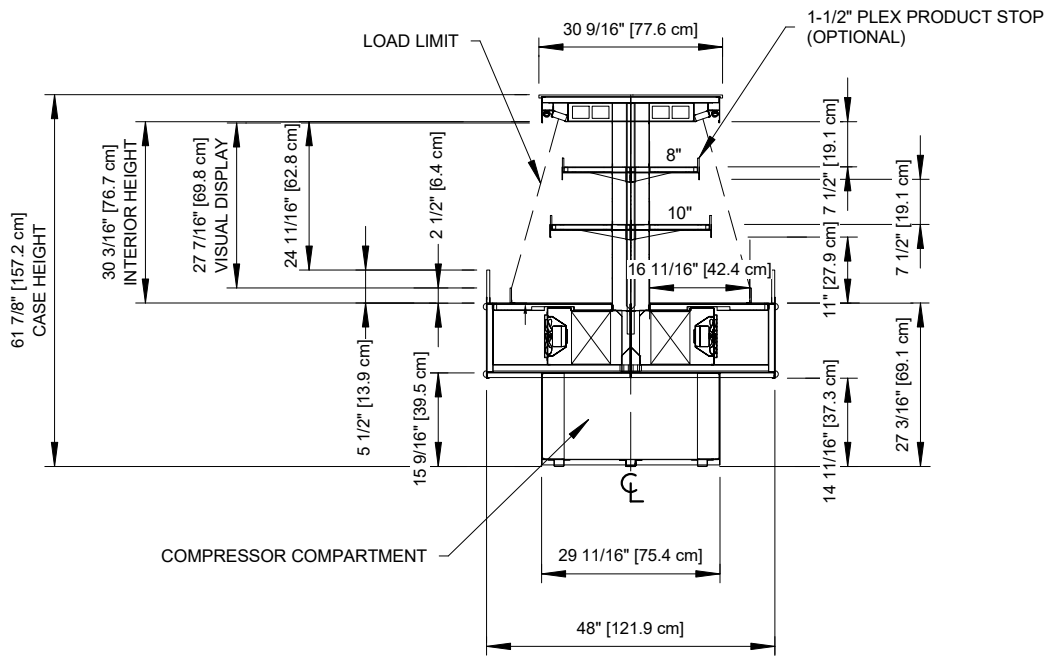 1-1/2" PLEX PRODUCT STOP
(OPTIONAL)
30 9/16" [77.6 cm]
LOAD LIMIT
8"
10"
16 11/16" [42.4 cm]
61 7/8" [157.2 cm]
CASE HEIGHT
30 3/16" [76.7 cm]
INTERIOR HEIGHT
27 7/16" [69.8 cm]
VISUAL DISPLAY
24 11/16" [62.8 cm]
2 1/2" [6.4 cm]
5 1/2" [13.9 cm]
15 9/16" [39.5 cm]
7 1/2" [19.1 cm]
7 1/2" [19.1 cm]
11" [27.9 cm]
27 3/16" [69.1 cm]
14 11/16" [37.3 cm]
CL
COMPRESSOR COMPARTMENT
29 11/16" [75.4 cm]
48" [121.9 cm]